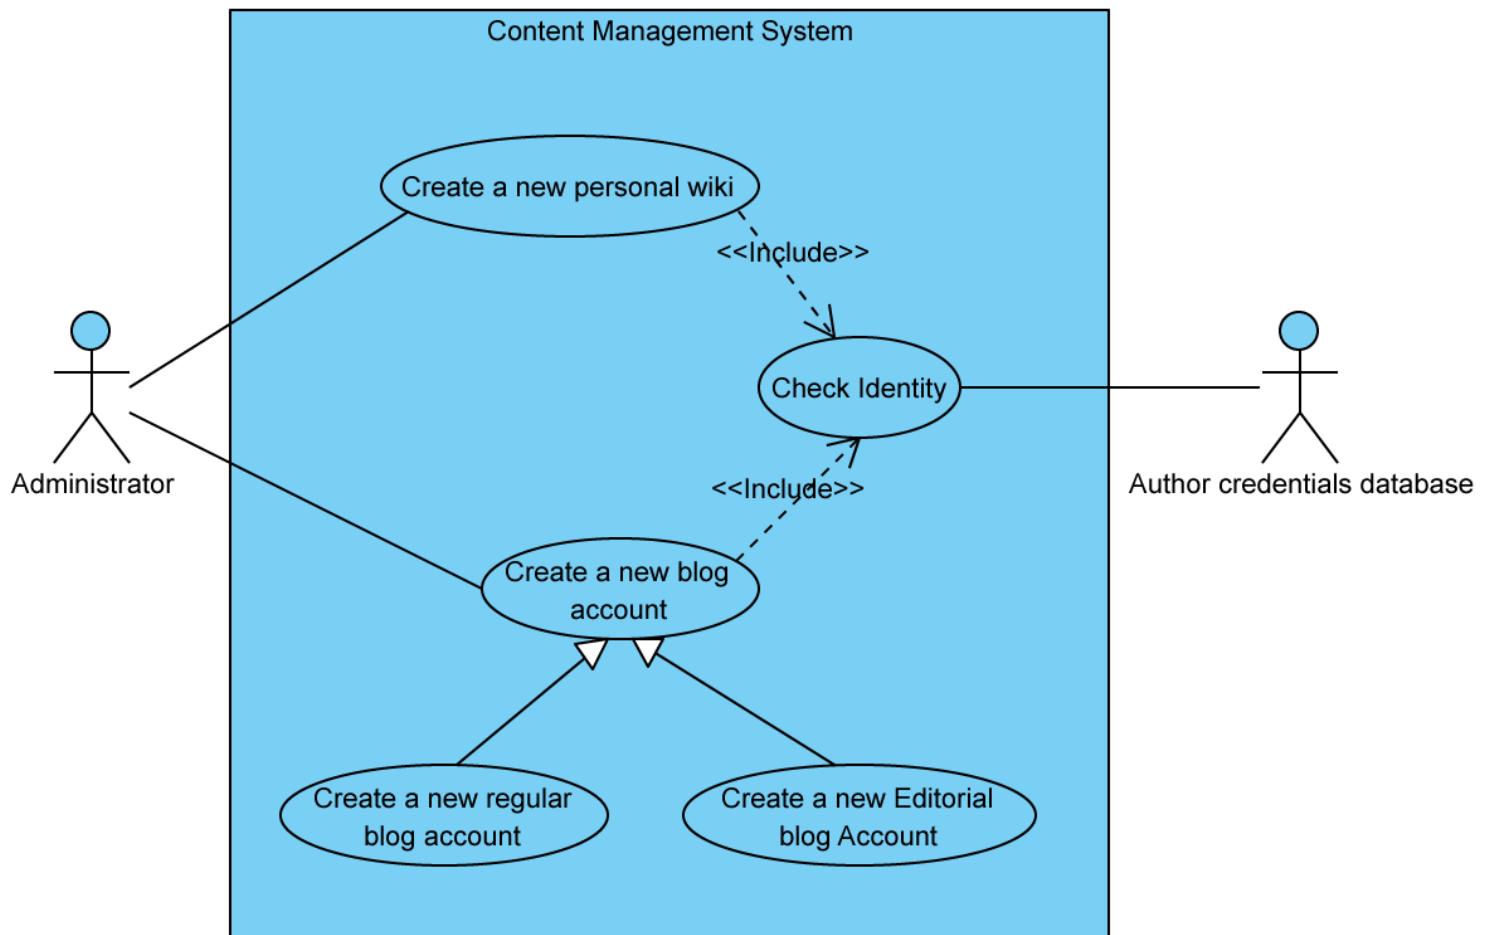 Content Management System
Create a new personal wiki
<<Include>>
Check Identity
Administrator
Author credentials database
<<Include>>
Create a new blog
account
Create a new regular
blog account
Create a new Editorial
blog Account